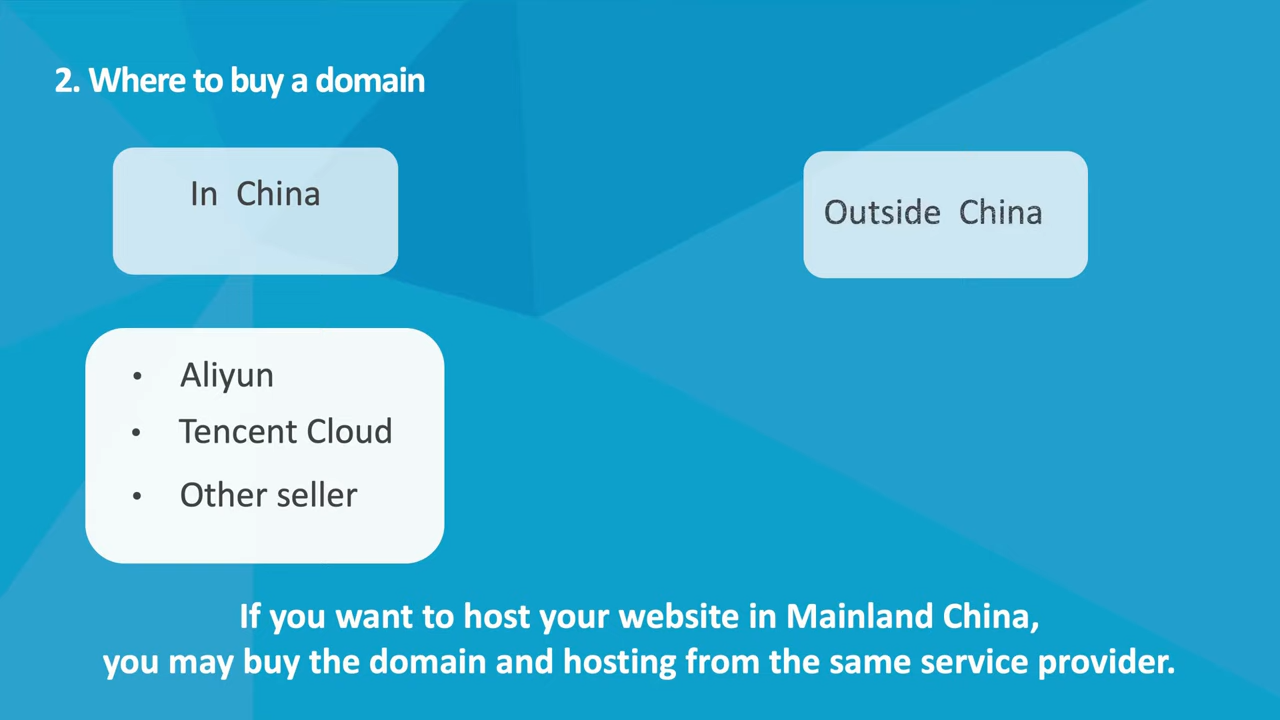 2. Where to buy a domain
In China
Outside China
• Aliyun
• Tencent Cloud
• Other seller
If you want to host your website in Mainland China,
you may buy the domain and hosting from the same service provider.